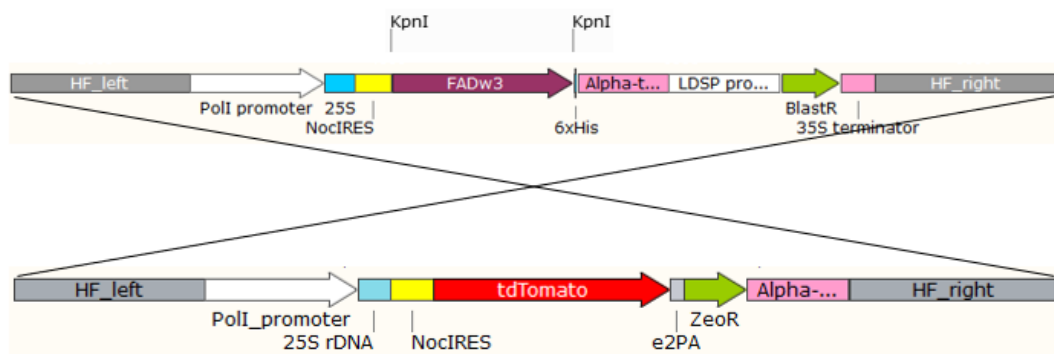 KpnI KpnI
HF_left FADw3 Alpha-t... LDSP pro... HF_right
PolI promoter 25S BlastR
NocIRES 6xHis 35S terminator
HF_left tdTomato Alpha-... HF_right
PolI_promoter ZeoR
25S rDNA NocIRES e2PA